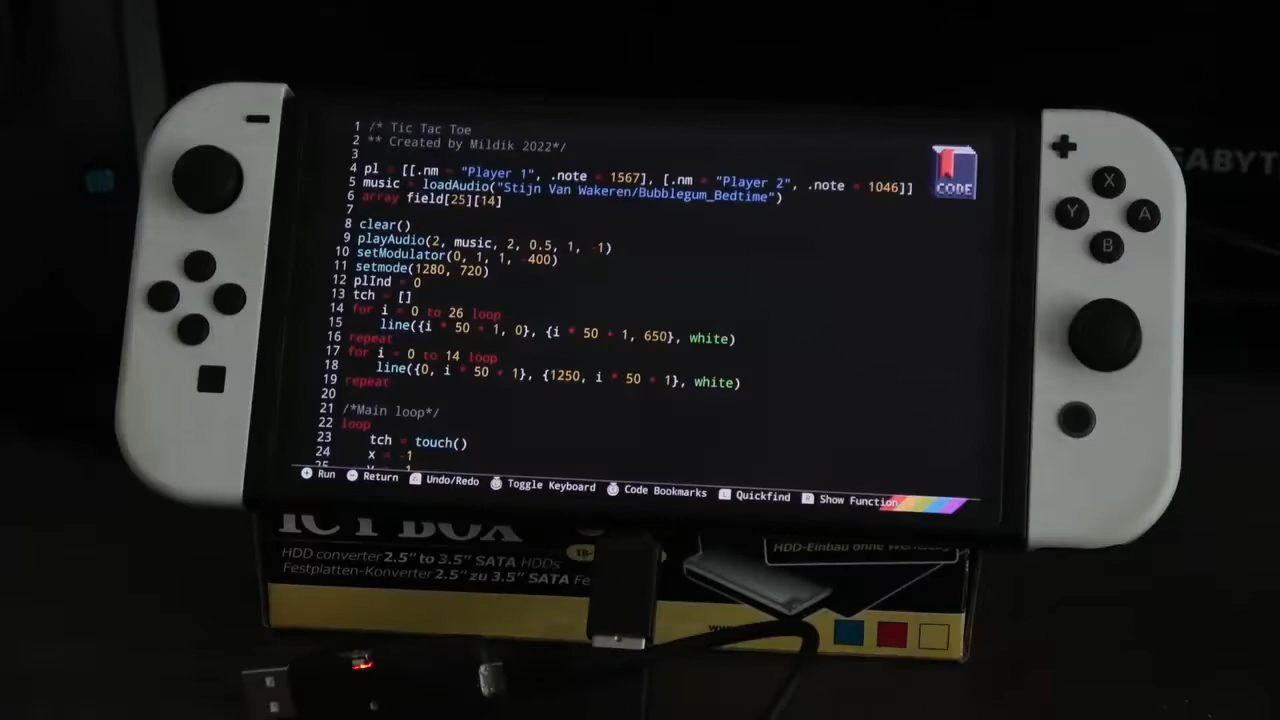 1 /* Tic Tac Toe
2 ** Created by Mildik 2022*/
3
4 pl = [[.nm = "Player 1", .note = 1567], [.nm = "Player 2", .note = 1046]]
5 music = loadAudio("Stijn Van Wakeren/Bubblegum_Bedtime")
6 array field[25][14]
7
8 clear()
9 playAudio(2, music, 2, 0.5, 1, -1)
10 setModulator(0, 1, 1, -400)
11 setmode(1280, 720)
12 plInd = 0
13 tch = []
14 for i = 0 to 26 loop
15 line({i * 50 + 1, 0}, {i * 50 + 1, 650}, white)
16 repeat
17 for i = 0 to 14 loop
18 line({0, i * 50 + 1}, {1250, i * 50 + 1}, white)
19 repeat
20
21 /*Main loop*/
22 loop
23 tch = touch()
24 x = -1
25
CODE
+ Run - Return Undo/Redo Toggle Keyboard Code Bookmarks L Quickfind R Show Function
X
Y
A
B
GABYT
ICY BOX
HDD converter 2.5" to 3.5" SATA HDDs
Festplatten-Konverter 2.5" zu 3.5" SATA Fe
IB-
HDD-Einbau ohne